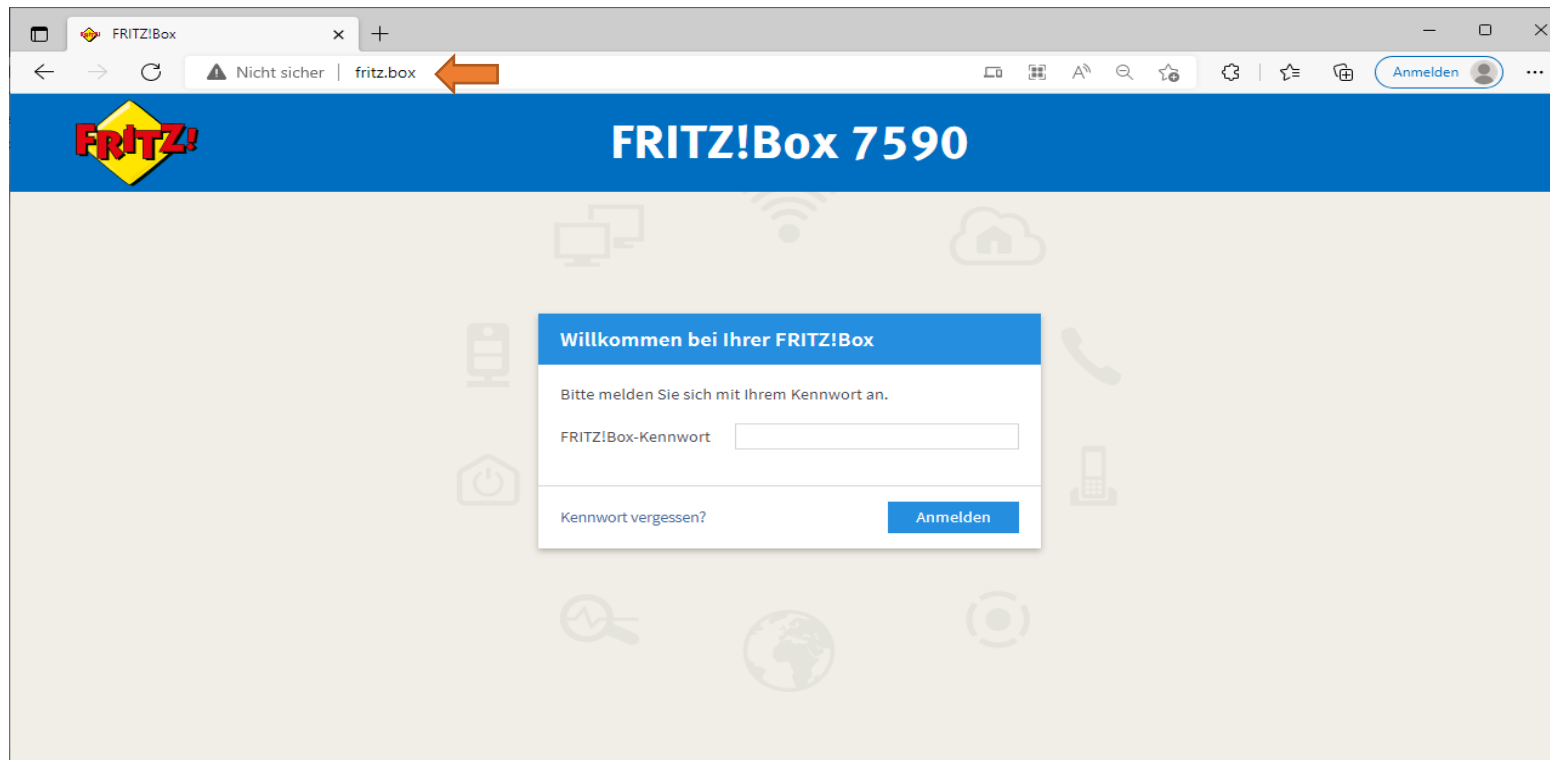 FRITZ!Box
Nicht sicher | fritz.box
Anmelden
FRITZ!
FRITZ!Box 7590
Willkommen bei Ihrer FRITZ!Box
Bitte melden Sie sich mit Ihrem Kennwort an.
FRITZ!Box-Kennwort
Kennwort vergessen?
Anmelden